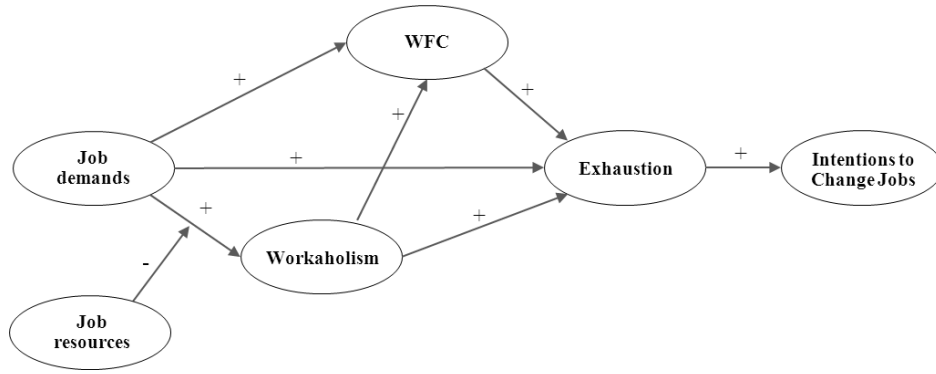 WFC
+
+
+
Job
demands
+
Exhaustion
+
Intentions to
Change Jobs
+
+
Workaholism
-
Job
resources